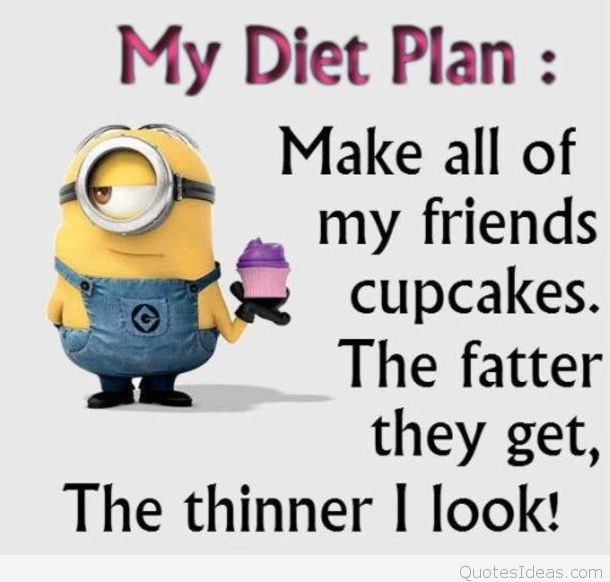 My Diet Plan :
Make all of
my friends
cupcakes.
The fatter
they get,
The thinner I look!
QuotesIdeas.com